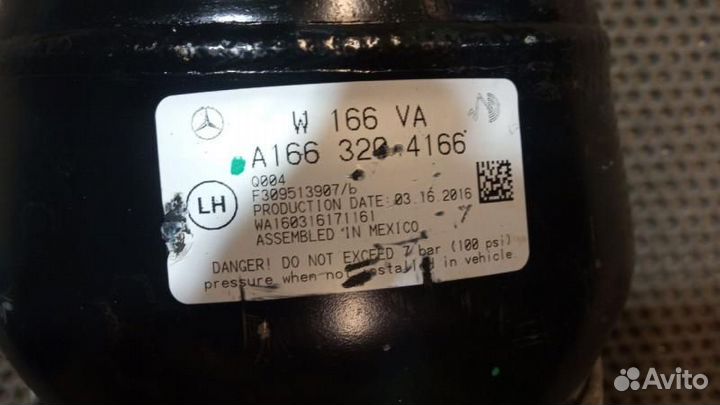 W 166 VA
A166 320 4166
Q004
F309513907/b
LH
PRODUCTION DATE: 03.16.2016
WA160316171161
ASSEMBLED IN MEXICO
DANGER! DO NOT EXCEED 7 bar (100 psi)
pressure when not installed in vehicle.
Avito